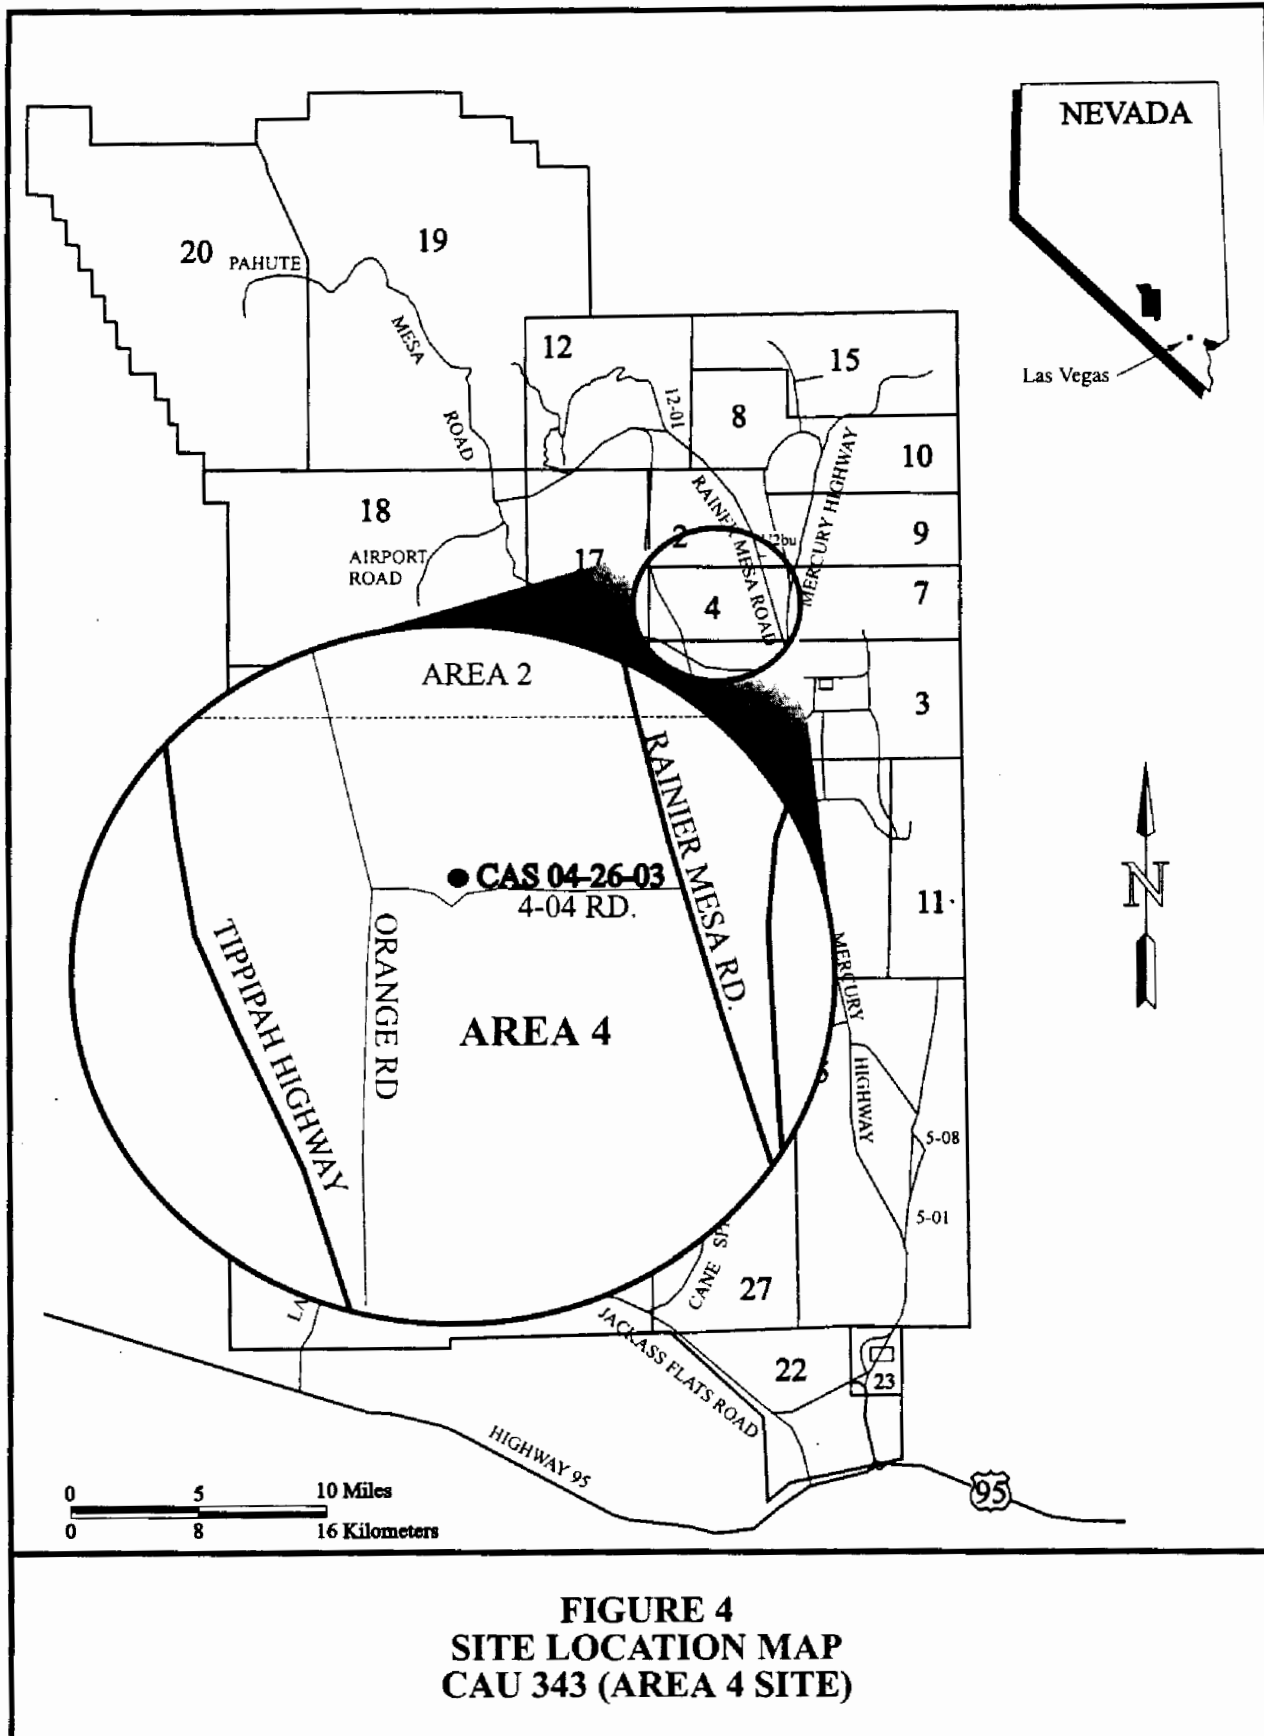 NEVADA
Las Vegas
20
PAHUTE
19
MESA
ROAD
12
12-01
8
15
10
18
AIRPORT
ROAD
17
2
RAINIER MESA ROAD
MERCURY HIGHWAY
9
4
7
3
11
AREA 2
RAINIER MESA RD.
CAS 04-26-03
4-04 RD.
TIPPIPAH HIGHWAY
ORANGE RD
AREA 4
N
MERCURY
HIGHWAY
5-08
5-01
CANE
27
JACKASS FLATS ROAD
22
23
HIGHWAY 95
95
0 5 10 Miles
0 8 16 Kilometers
FIGURE 4
SITE LOCATION MAP
CAU 343 (AREA 4 SITE)